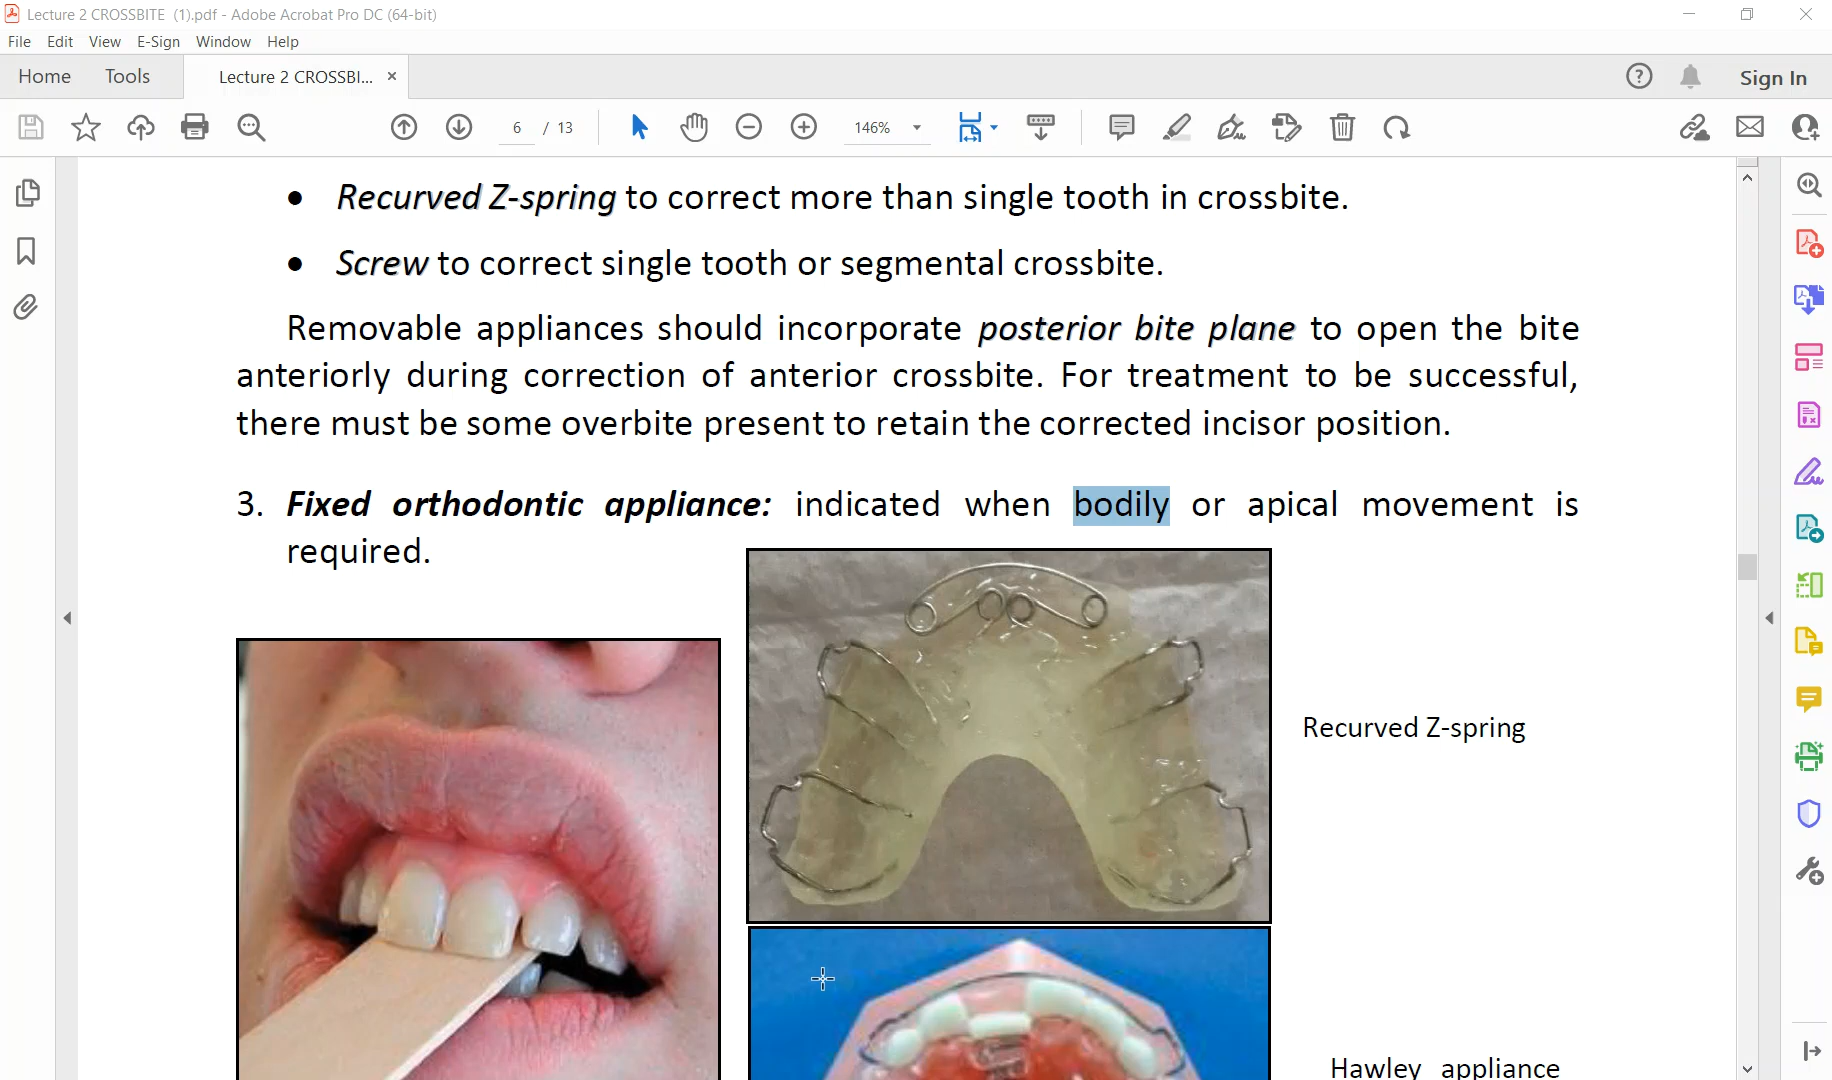 Lecture 2 CROSSBITE (1).pdf - Adobe Acrobat Pro DC (64-bit)
File Edit View E-Sign Window Help
Home Tools Lecture 2 CROSSBI... × Sign In
6 / 13 146%
• Recurved Z-spring to correct more than single tooth in crossbite.
• Screw to correct single tooth or segmental crossbite.
Removable appliances should incorporate posterior bite plane to open the bite
anteriorly during correction of anterior crossbite. For treatment to be successful,
there must be some overbite present to retain the corrected incisor position.
3. Fixed orthodontic appliance: indicated when bodily or apical movement is
required.
Recurved Z-spring
Hawley appliance